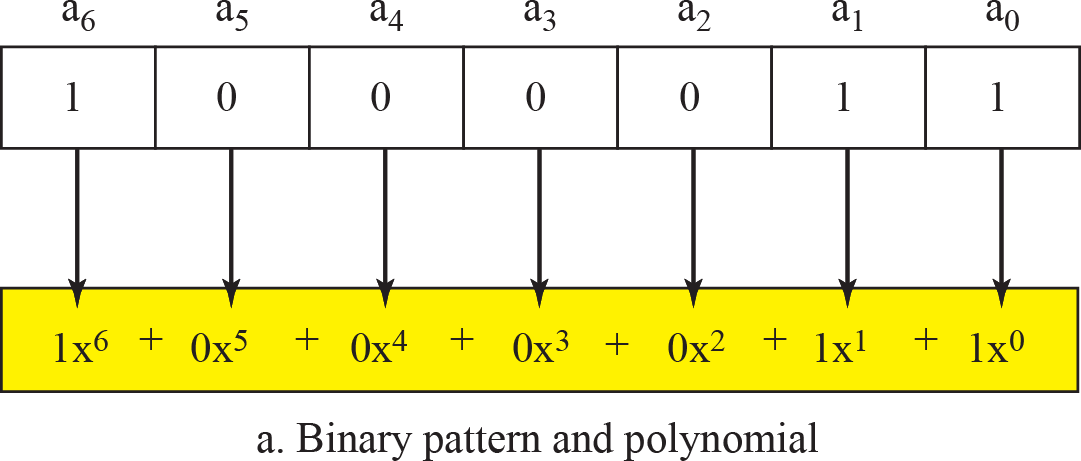 a₆ a₅ a₄ a₃ a₂ a₁ a₀
1 0 0 0 0 1 1
1x⁶ + 0x⁵ + 0x⁴ + 0x³ + 0x² + 1x¹ + 1x⁰
a. Binary pattern and polynomial